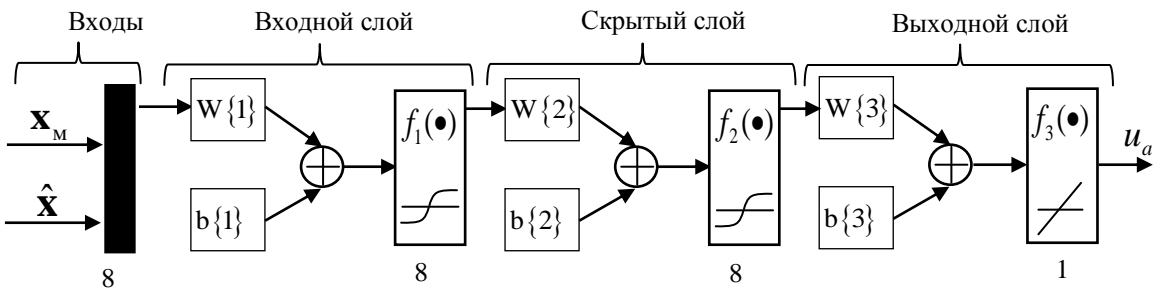 Входы
Входной слой
Скрытый слой
Выходной слой
W{1}
f₁(●)
W{2}
f₂(●)
W{3}
f₃(●)
xₘ
uₐ
x̂
b{1}
b{2}
b{3}
8
8
8
1